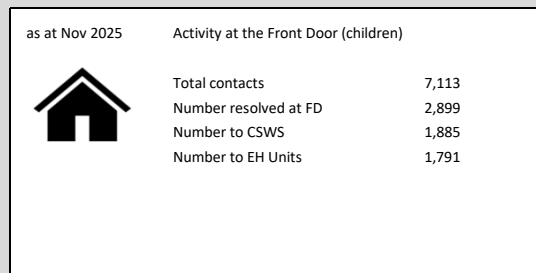 as at Nov 2025 Activity at the Front Door (children)
Total contacts 7,113
Number resolved at FD 2,899
Number to CSWS 1,885
Number to EH Units 1,791